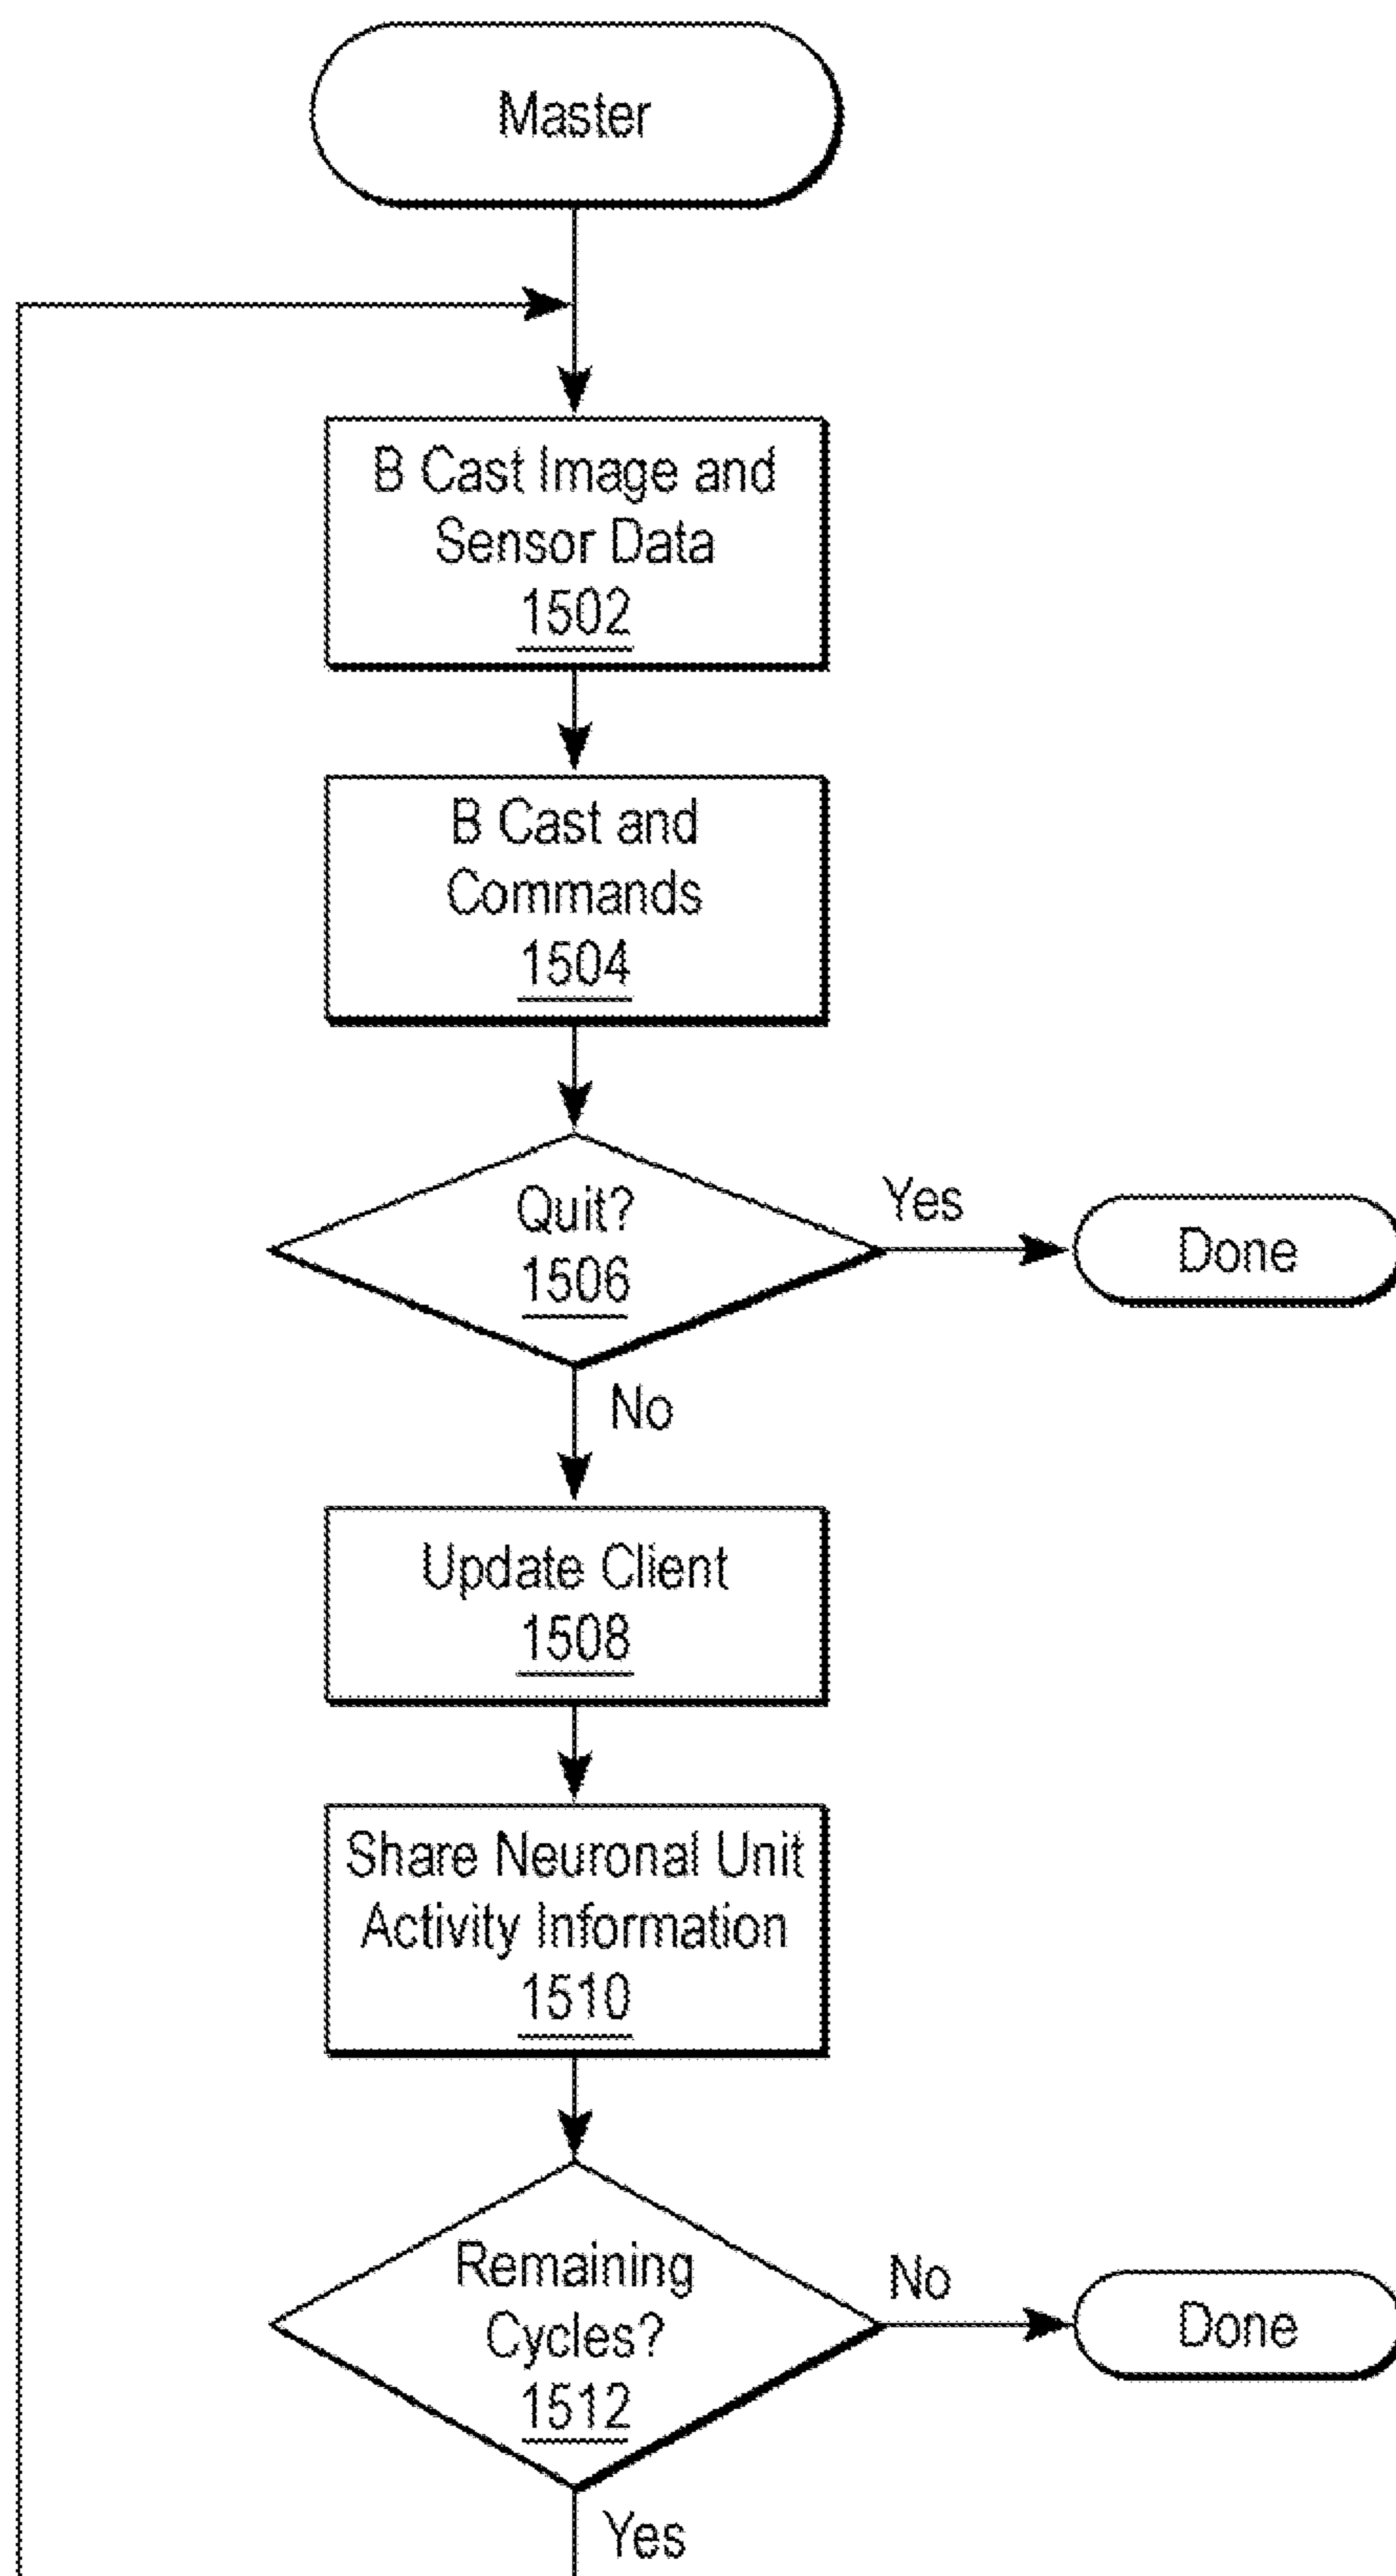 Master
B Cast Image and
Sensor Data
1502
B Cast and
Commands
1504
Quit?
1506
Yes
Done
No
Update Client
1508
Share Neuronal Unit
Activity Information
1510
Remaining
Cycles?
1512
No
Done
Yes